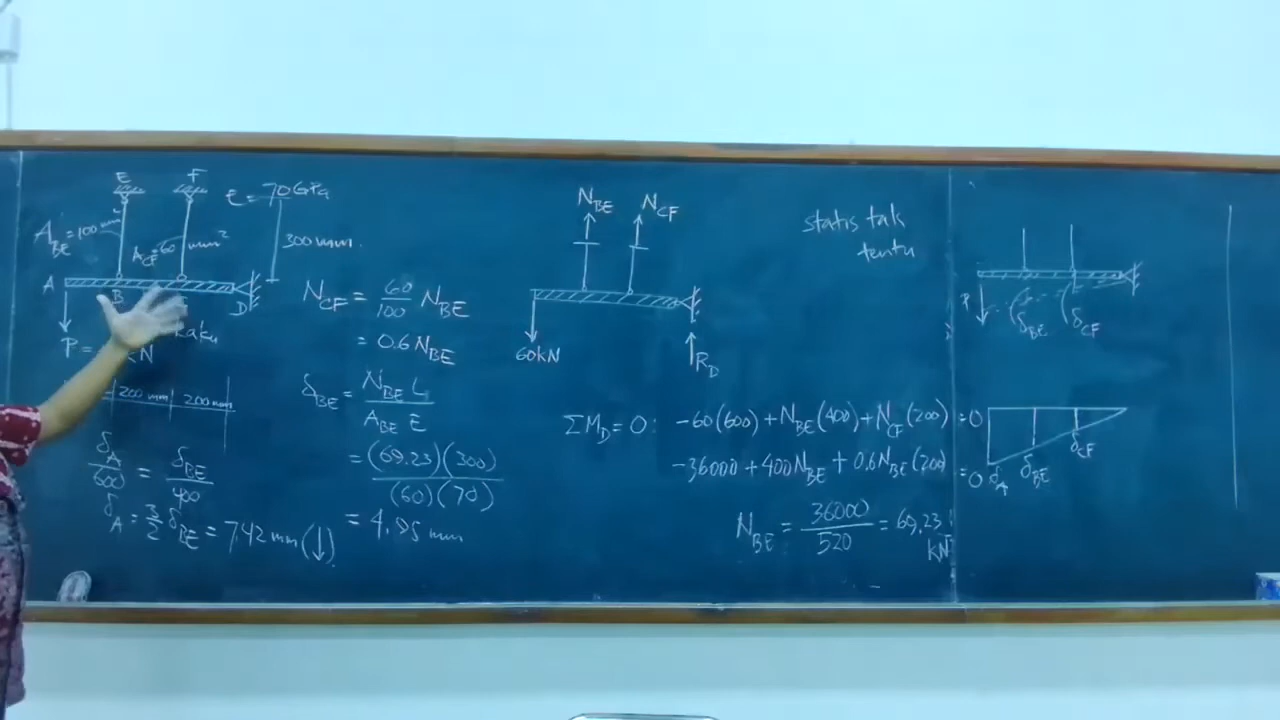 E F
E = 70 GPa
A_BE = 100 mm²
A_CF = 60 mm²
300 mm
A B D
kaku
P = kN
200 mm 200 mm
δ_A/600 = δ_BE/400
δ_A = 3/2 δ_BE = 7.42 mm (↓)
N_CF = 60/100 N_BE
= 0.6 N_BE
δ_BE = N_BE L / A_BE E
= (69.23)(300) / (60)(70)
= 4.95 mm
N_BE N_CF
60 kN
R_D
statis tak
tentu
ΣM_D = 0 : -60(600) + N_BE(400) + N_CF(200) = 0
-36000 + 400 N_BE + 0.6 N_BE (200) = 0
N_BE = 36000/520 = 69.23 kN
P δ_BE δ_CF
δ_A δ_BE δ_CF